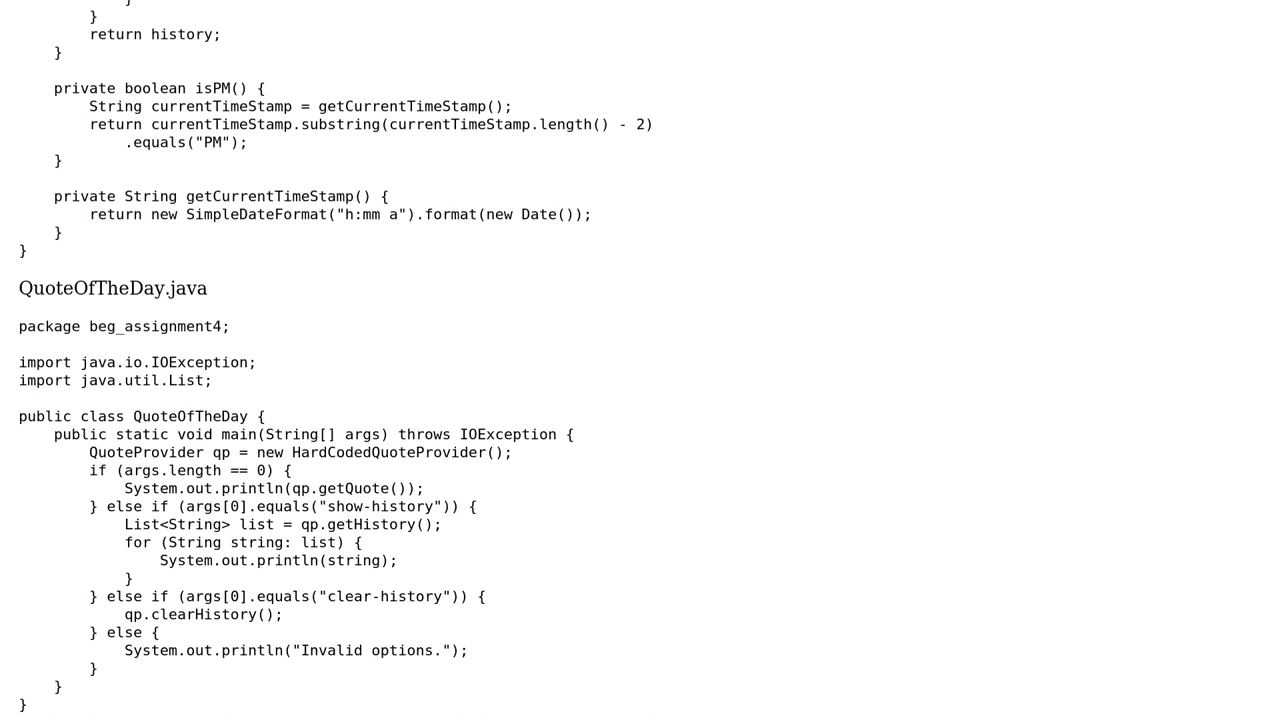 }
        return history;
    }

    private boolean isPM() {
        String currentTimeStamp = getCurrentTimeStamp();
        return currentTimeStamp.substring(currentTimeStamp.length() - 2)
            .equals("PM");
    }

    private String getCurrentTimeStamp() {
        return new SimpleDateFormat("h:mm a").format(new Date());
    }
}
QuoteOfTheDay.java
package beg_assignment4;

import java.io.IOException;
import java.util.List;

public class QuoteOfTheDay {
    public static void main(String[] args) throws IOException {
        QuoteProvider qp = new HardCodedQuoteProvider();
        if (args.length == 0) {
            System.out.println(qp.getQuote());
        } else if (args[0].equals("show-history")) {
            List<String> list = qp.getHistory();
            for (String string: list) {
                System.out.println(string);
            }
        } else if (args[0].equals("clear-history")) {
            qp.clearHistory();
        } else {
            System.out.println("Invalid options.");
        }
    }
}